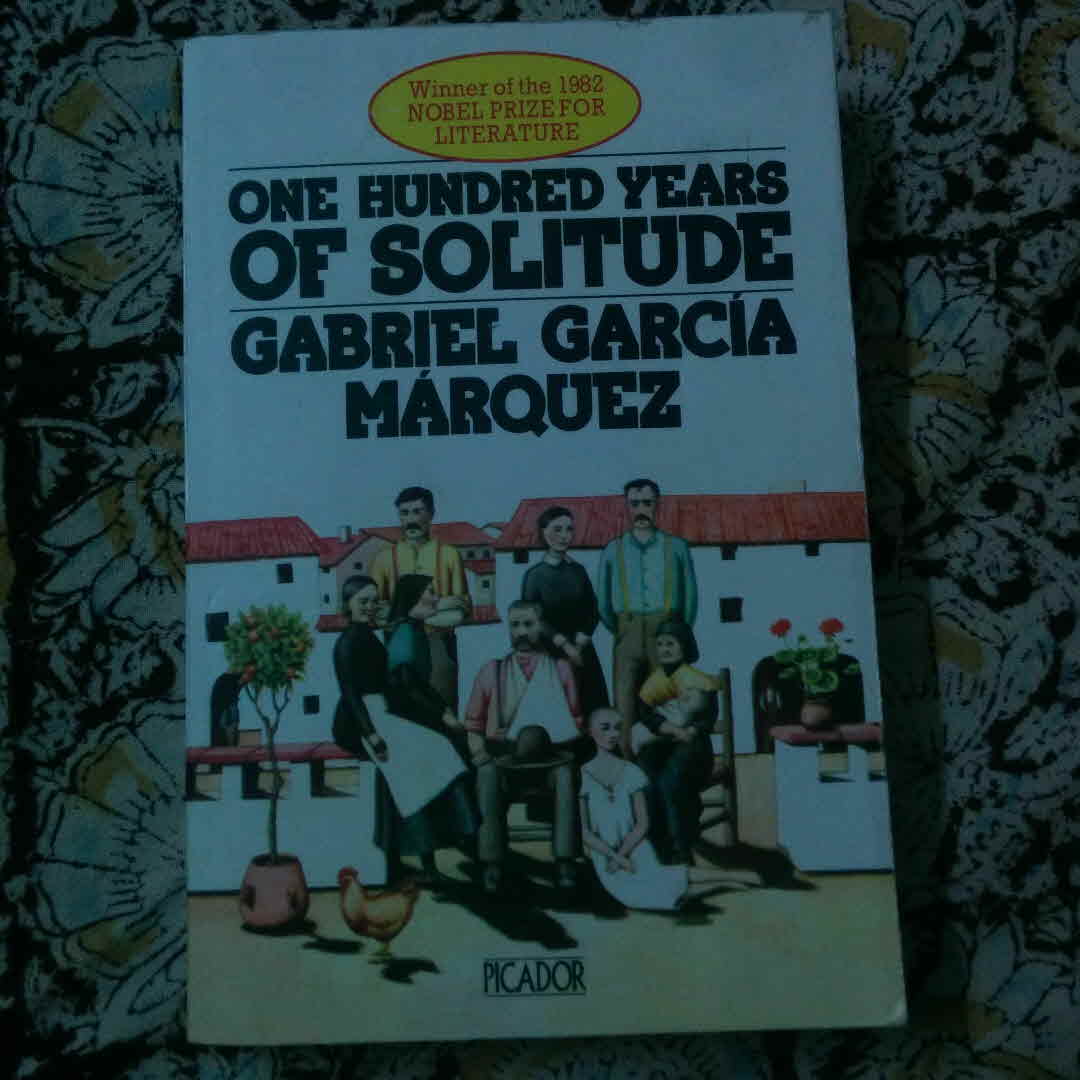 Winner of the 1982
NOBEL PRIZE FOR
LITERATURE
ONE HUNDRED YEARS
OF SOLITUDE
GABRIEL GARCÍA
MÁRQUEZ
PICADOR